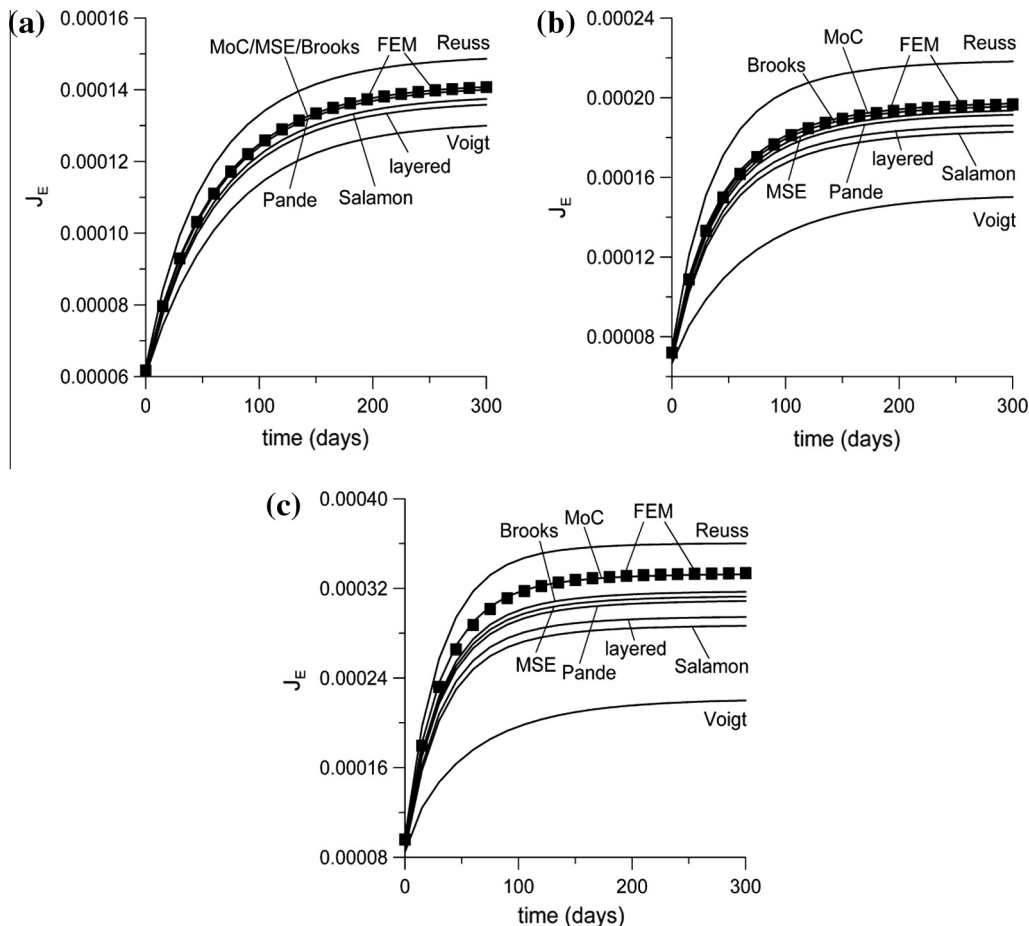 (a)
0.00016
0.00014
0.00012
0.00010
0.00008
0.00006
J_E
MoC/MSE/Brooks
FEM
Reuss
Voigt
layered
Pande
Salamon
0
100
200
300
time (days)
(b)
0.00020
0.00016
0.00012
0.00008
J_E
Brooks
MoC
FEM
Reuss
layered
MSE
Pande
Salamon
Voigt
0
100
200
300
time (days)
(c)
0.00040
0.00032
0.00024
0.00016
0.00008
J_E
Brooks
MoC
FEM
Reuss
MSE
Pande
layered
Salamon
Voigt
0
100
200
300
time (days)